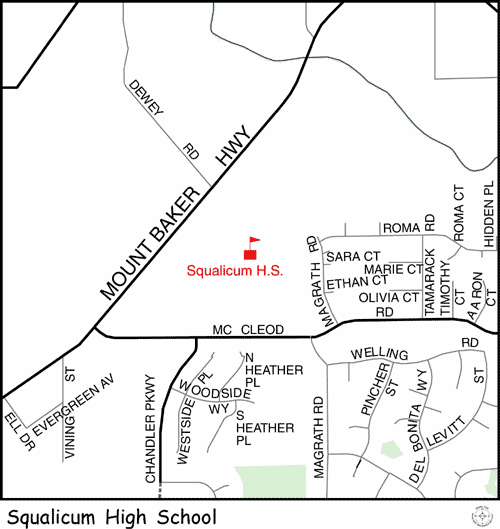 DEWEY RD
MOUNT BAKER HWY
Squalicum H.S.
ROMA RD
ROMA CT
HIDDEN PL
MAGRATH RD
SARA CT
MARIE CT
ETHAN CT
OLIVIA CT
TAMARACK
TIMOTHY CT
AARON CT
MC CLEOD RD
WELLING RD
ELL DR
EVERGREEN AV
VINING ST
CHANDLER PKWY
WESTSIDE PL
WOODSIDE WY
N
HEATHER
PL
S
HEATHER
PL
MAGRATH RD
PINCHER ST
DEL BONITA WY
LEVITT ST
Squalicum High School